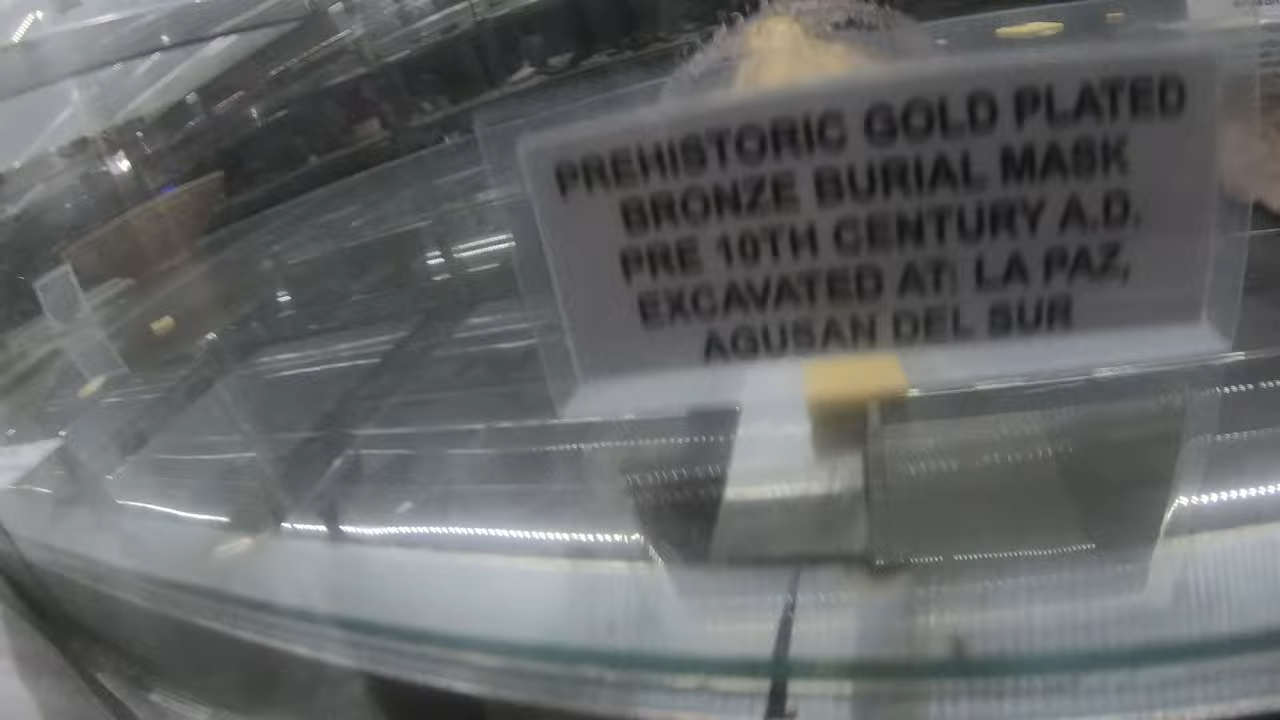 PREHISTORIC GOLD PLATED
BRONZE BURIAL MASK
PRE 10TH CENTURY A.D.
EXCAVATED AT: LA PAZ,
AGUSAN DEL SUR